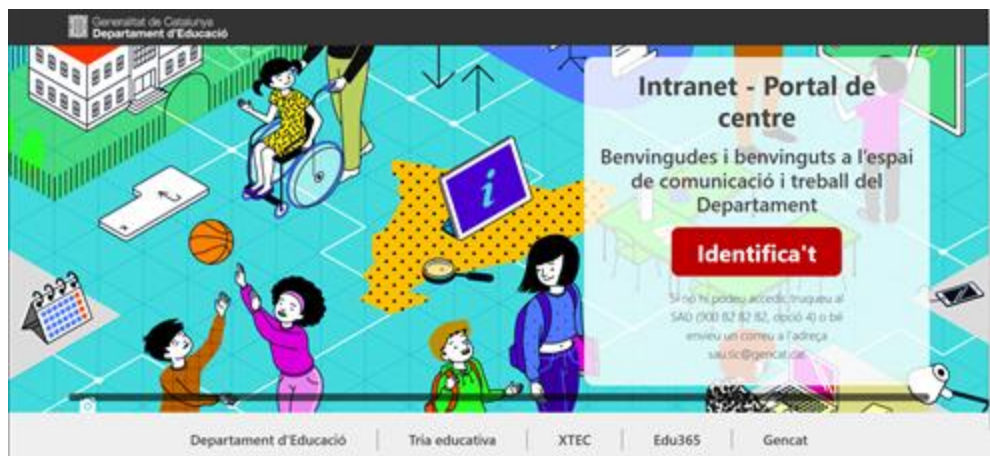 Generalitat de Catalunya
Departament d'Educació
Intranet - Portal de
centre
Benvingudes i benvinguts a l'espai
de comunicació i treball del
Departament
Identifica't
Si no hi podeu accedir, truqueu al
SAU (900 82 82 82, opció 4) o bé
envieu un correu a l'adreça
sau.tic@gencat.cat
i
Departament d'Educació
Tria educativa
XTEC
Edu365
Gencat